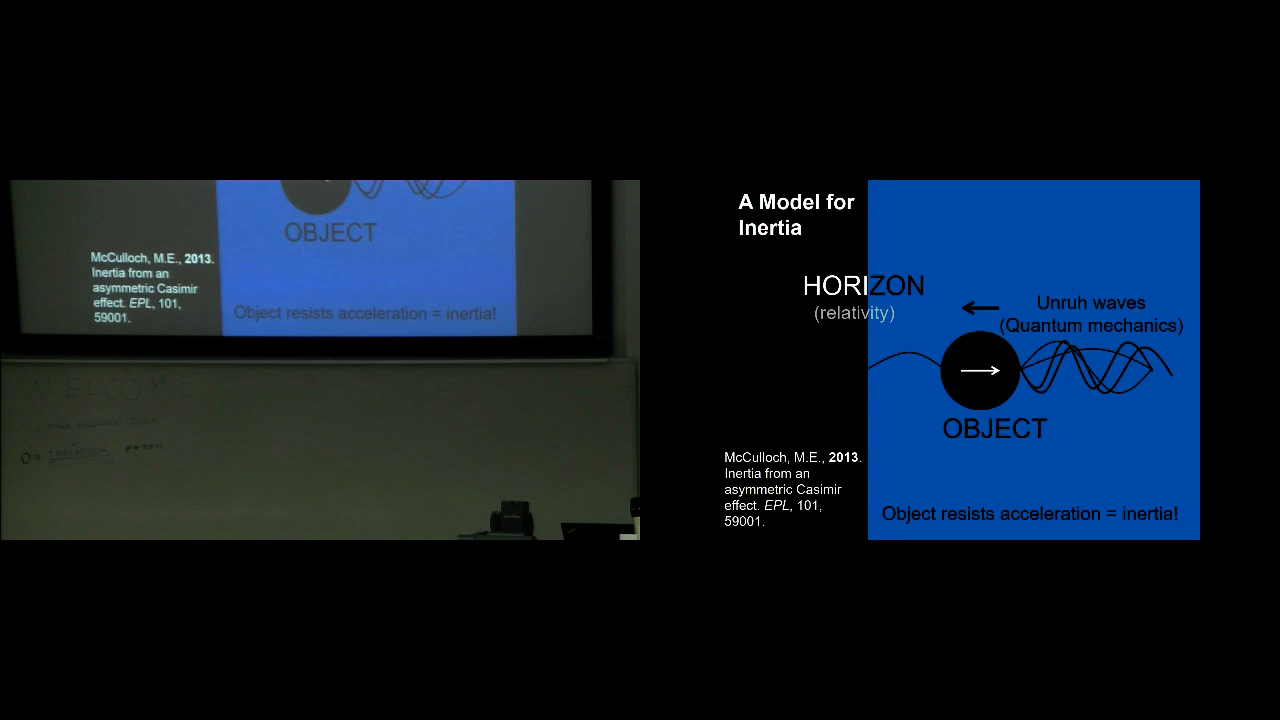 McCulloch, M.E., 2013.
Inertia from an
asymmetric Casimir
effect. EPL, 101,
59001.
OBJECT
Object resists acceleration = inertia!
WELCOME
A Model for
Inertia
HORIZON
(relativity)
Unruh waves
(Quantum mechanics)
OBJECT
McCulloch, M.E., 2013.
Inertia from an
asymmetric Casimir
effect. EPL, 101,
59001.
Object resists acceleration = inertia!